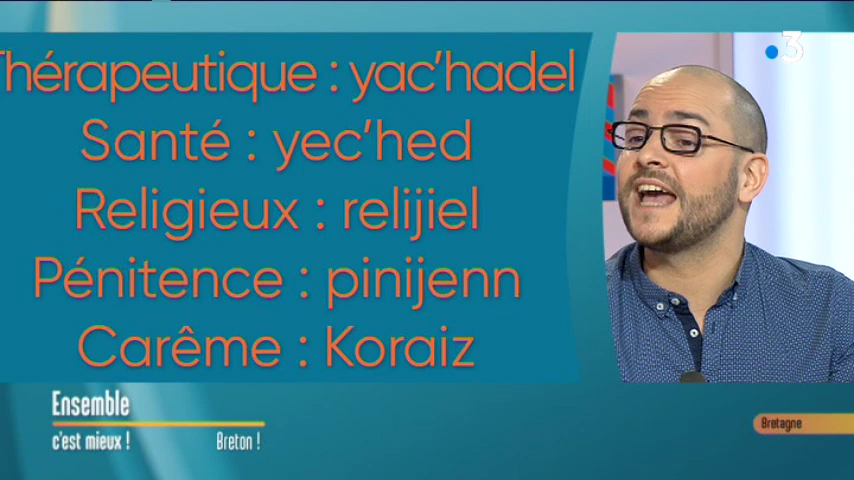 Thérapeutique : yac'hadel
Santé : yec'hed
Religieux : relijiel
Pénitence : pinijenn
Carême : Koraiz
3
Ensemble
c'est mieux !
Breton !
Bretagne